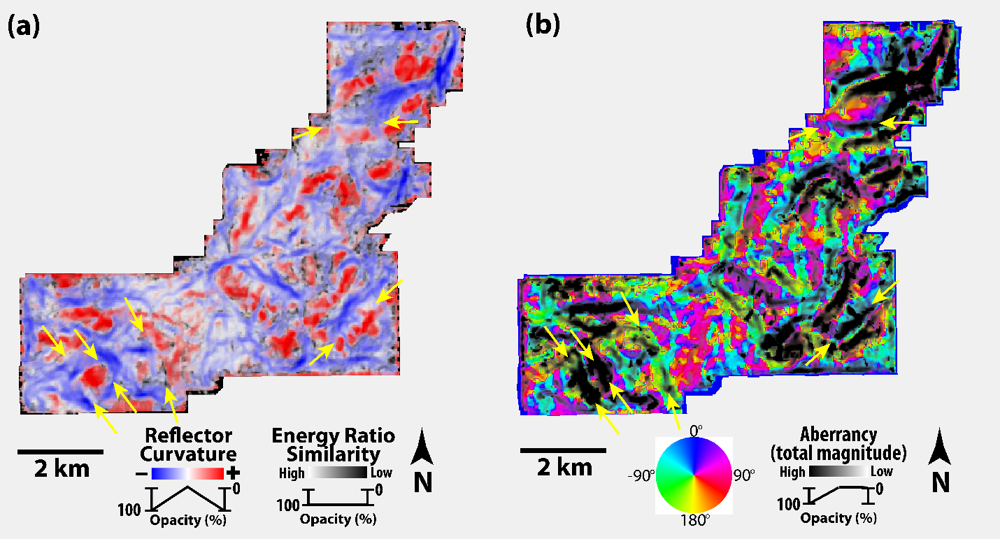 (a)
(b)
Reflector
Curvature
− +
0
100
Opacity (%)
Energy Ratio
Similarity
High Low
0
100
Opacity (%)
2 km
N
2 km
0°
-90° 90°
180°
Aberrancy
(total magnitude)
High Low
0
100
Opacity (%)
N